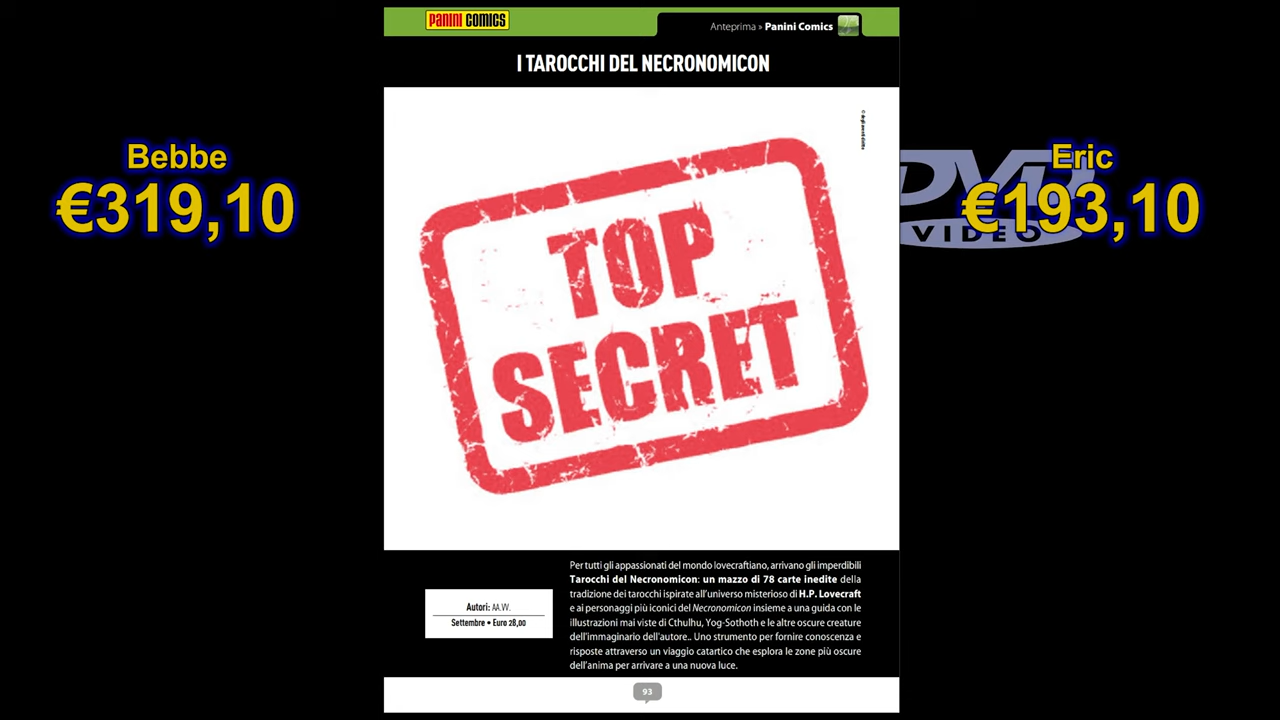 PANINI COMICS
Anteprima » Panini Comics
I TAROCCHI DEL NECRONOMICON
Bebbe
€319,10
Eric
€193,10
DVD
VIDEO
TOP
SECRET
Per tutti gli appassionati del mondo lovecraftiano, arrivano gli imperdibili
Tarocchi del Necronomicon: un mazzo di 78 carte inedite della
tradizione dei tarocchi ispirate all'universo misterioso di H.P. Lovecraft
e ai personaggi più iconici del Necronomicon insieme a una guida con le
illustrazioni mai viste di Cthulhu, Yog-Sothoth e le altre oscure creature
dell'immaginario dell'autore.. Uno strumento per fornire conoscenza e
risposte attraverso un viaggio catartico che esplora le zone più oscure
dell'anima per arrivare a una nuova luce.
Autori: AA.VV.
Settembre • Euro 28,00
93